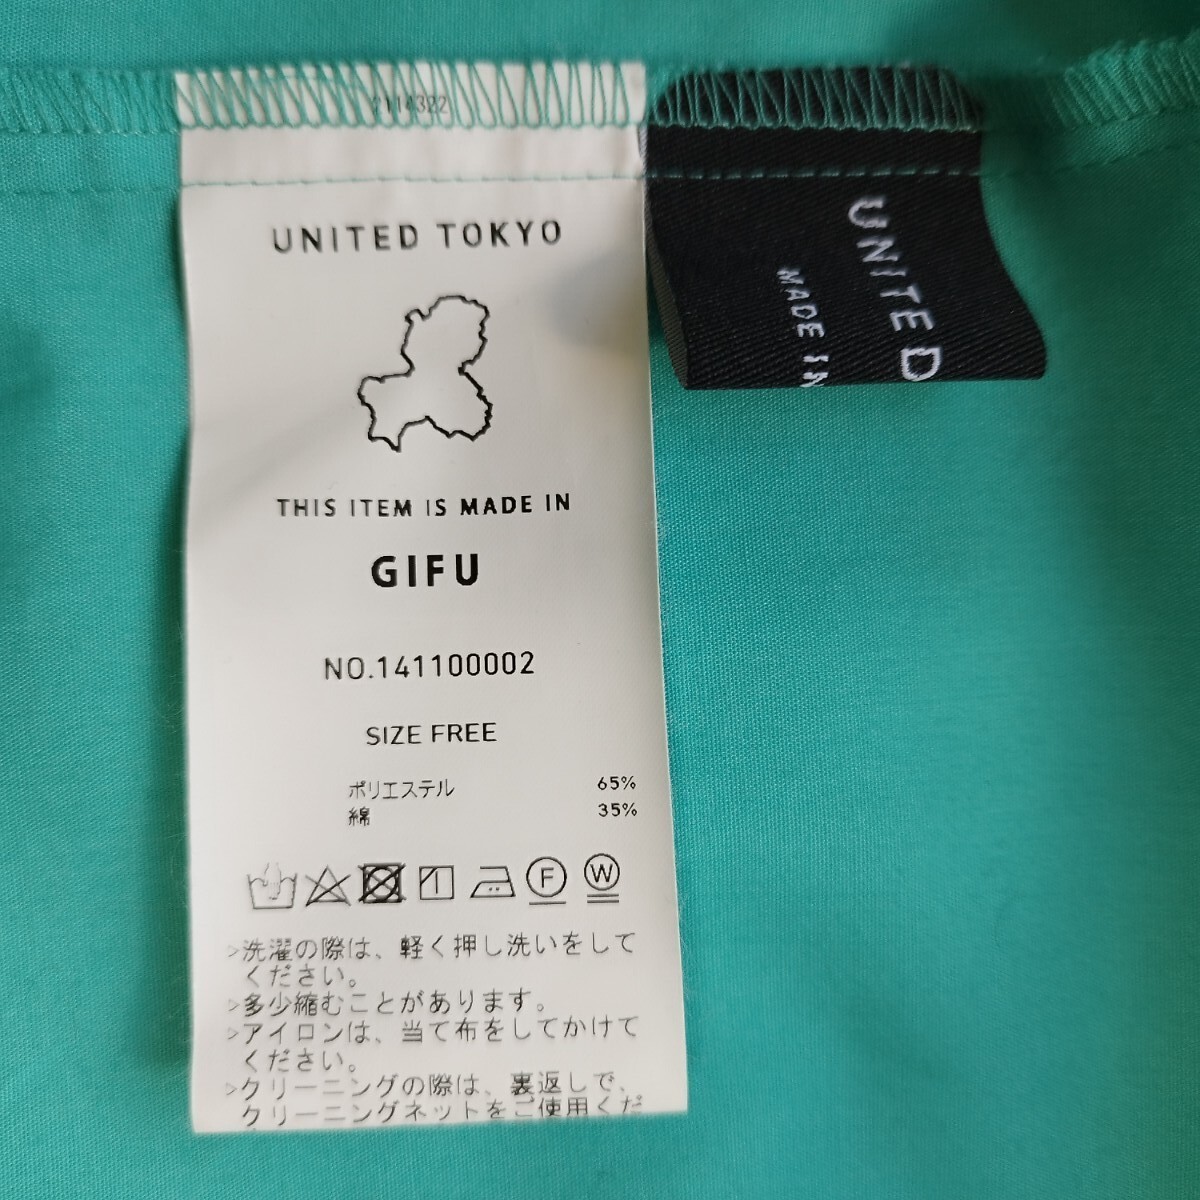 UNITED TOKYO
THIS ITEM IS MADE IN
GIFU
NO.141100002
SIZE FREE
ポリエステル 65%
綿 35%
F W
>洗濯の際は、軽く押し洗いをして
ください。
>多少縮むことがあります。
>アイロンは、当て布をしてかけて
ください。
>クリーニングの際は、裏返しで、
クリーニングネットをご使用くだ
UNITED
MADE IN